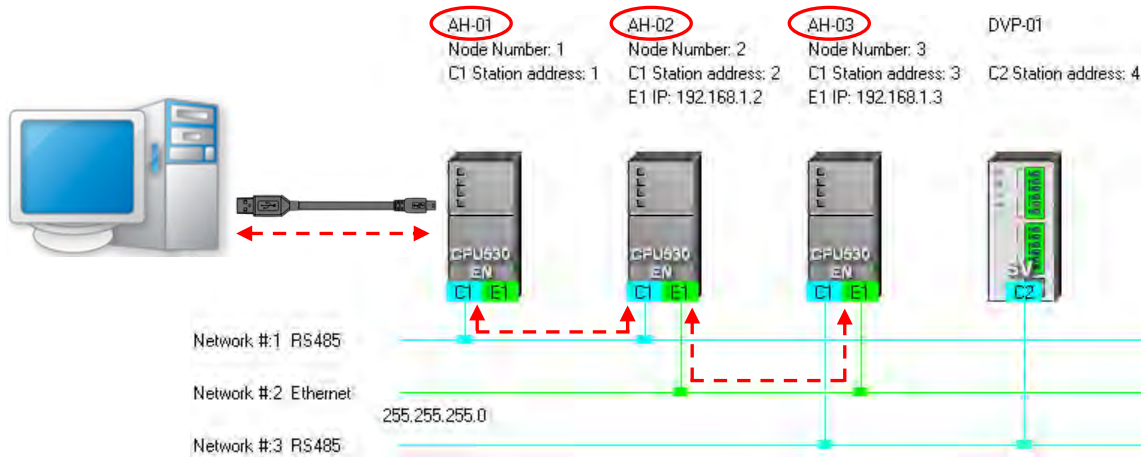 AH-01
Node Number: 1
C1 Station address: 1
AH-02
Node Number: 2
C1 Station address: 2
E1 IP: 192.168.1.2
AH-03
Node Number: 3
C1 Station address: 3
E1 IP: 192.168.1.3
DVP-01
C2 Station address: 4
CPU530
EN
C1 E1
CPU530
EN
C1 E1
CPU530
EN
C1 E1
SV
C2
Network #:1 RS485
Network #:2 Ethernet
255.255.255.0
Network #:3 RS485